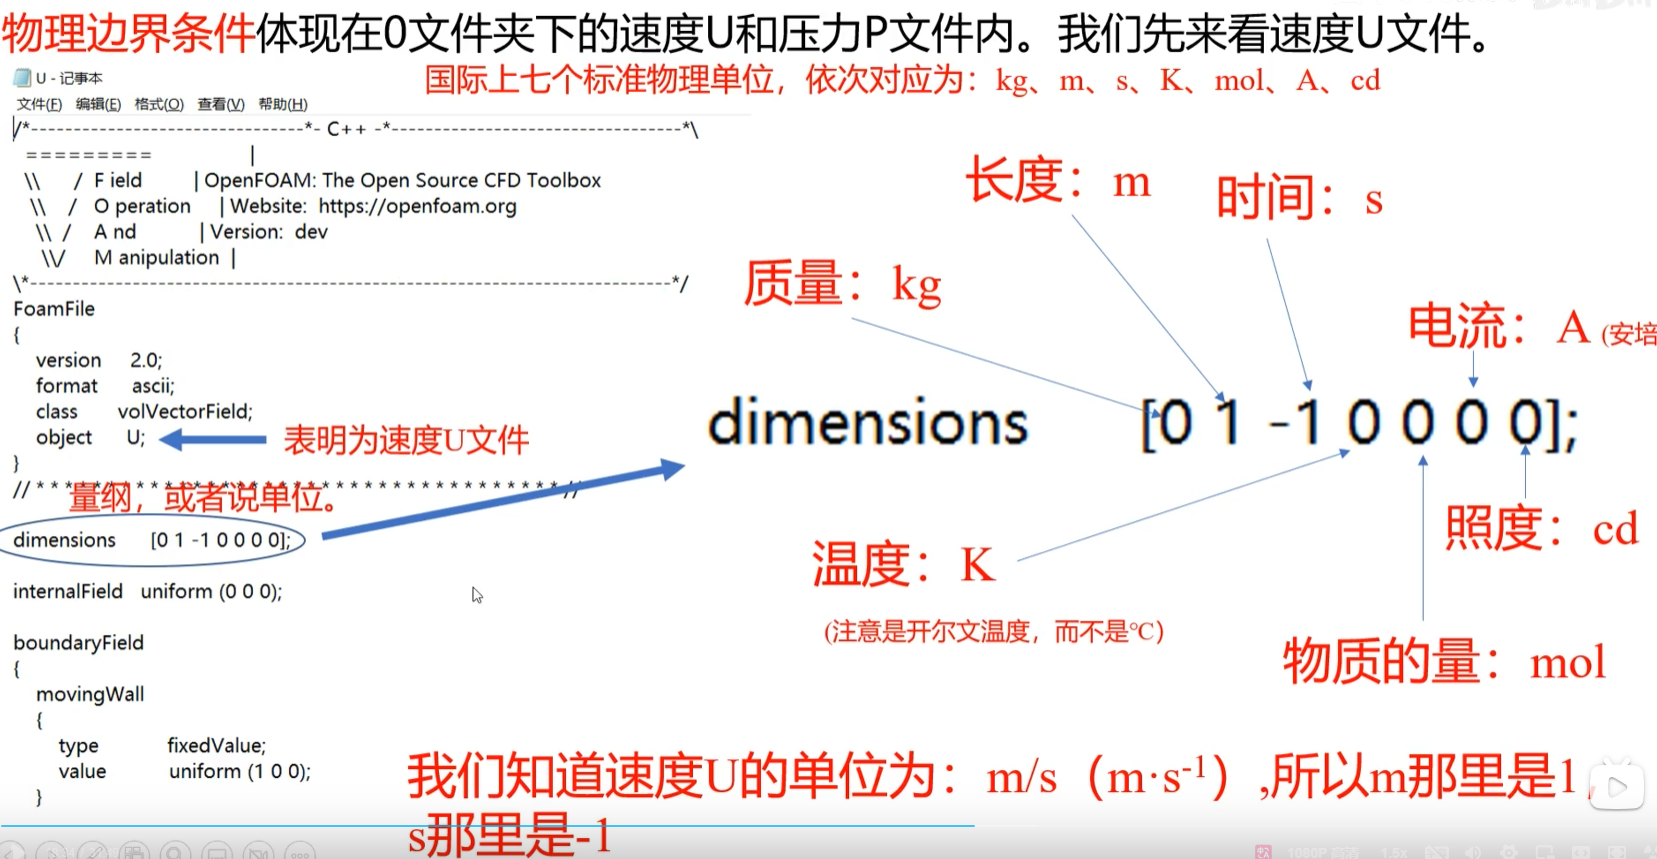 物理边界条件体现在0文件夹下的速度U和压力P文件内。我们先来看速度U文件。
U - 记事本
国际上七个标准物理单位，依次对应为：kg、m、s、K、mol、A、cd
文件(F) 编辑(E) 格式(O) 查看(V) 帮助(H)
/*--------------------------------*- C++ -*----------------------------------*\
========= |
\\ / F ield | OpenFOAM: The Open Source CFD Toolbox
\\ / O peration | Website: https://openfoam.org
\\ / A nd | Version: dev
\\/ M anipulation |
\*---------------------------------------------------------------------------*/
FoamFile
{
version 2.0;
format ascii;
class volVectorField;
object U;
表明为速度U文件
}
// * * * * * * * * * * * * * * * * * * * * * * * * * * * * * * * * * * * * * //
量纲，或者说单位。
dimensions [0 1 -1 0 0 0 0];
internalField uniform (0 0 0);
boundaryField
{
movingWall
{
type fixedValue;
value uniform (1 0 0);
}
长度：m
时间：s
质量：kg
电流：A (安培
dimensions [0 1 -1 0 0 0 0];
照度：cd
温度：K
(注意是开尔文温度，而不是℃)
物质的量：mol
我们知道速度U的单位为：m/s（m·s-1）,所以m那里是1，
s那里是-1
1080P 高清 1.5x